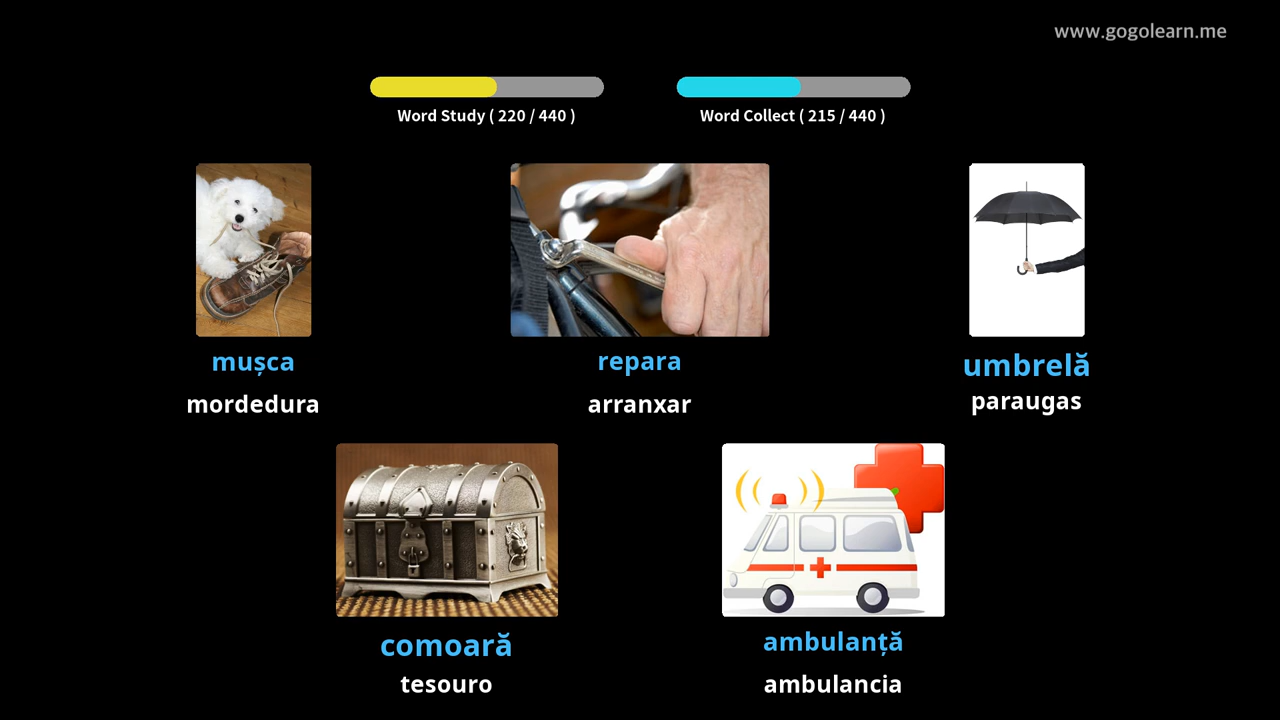 www.gogolearn.me
Word Study ( 220 / 440 )
Word Collect ( 215 / 440 )
mușca
repara
umbrelă
mordedura
arranxar
paraugas
comoară
ambulanță
tesouro
ambulancia